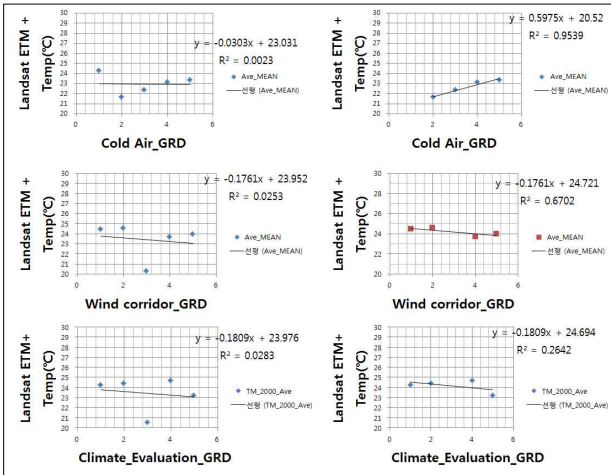 Landsat ETM +
Temp(℃)
30
29
28
27
26
25
24
23
22
21
20
0
2
4
6
y = -0.0303x + 23.031
R² = 0.0023
Ave_MEAN
선형 (Ave_MEAN)
Cold Air_GRD
Landsat ETM +
Temp(℃)
30
29
28
27
26
25
24
23
22
21
20
0
2
4
6
y = 0.5975x + 20.52
R² = 0.9539
Ave_MEAN
선형 (Ave_MEAN)
Cold Air_GRD
Landsat ETM +
Temp(℃)
30
29
28
27
26
25
24
23
22
21
20
0
2
4
6
y = -0.1761x + 23.952
R² = 0.0253
Ave_MEAN
선형 (Ave_MEAN)
Wind corridor_GRD
Landsat ETM +
Temp(℃)
30
29
28
27
26
25
24
23
22
21
20
0
2
4
6
y = -0.1761x + 24.721
R² = 0.6702
Ave_MEAN
선형 (Ave_MEAN)
Wind corridor_GRD
Landsat ETM+
Temp(℃)
30
29
28
27
26
25
24
23
22
21
20
0
2
4
6
y = -0.1809x + 23.976
R² = 0.0283
TM_2000_Ave
선형 (TM_2000_Ave)
Climate_Evaluation_GRD
Landsat ETM+
Temp(℃)
30
29
28
27
26
25
24
23
22
21
20
0
2
4
6
y = -0.1809x + 24.694
R² = 0.2642
TM_2000_Ave
선형 (TM_2000_Ave)
Climate_Evaluation_GRD